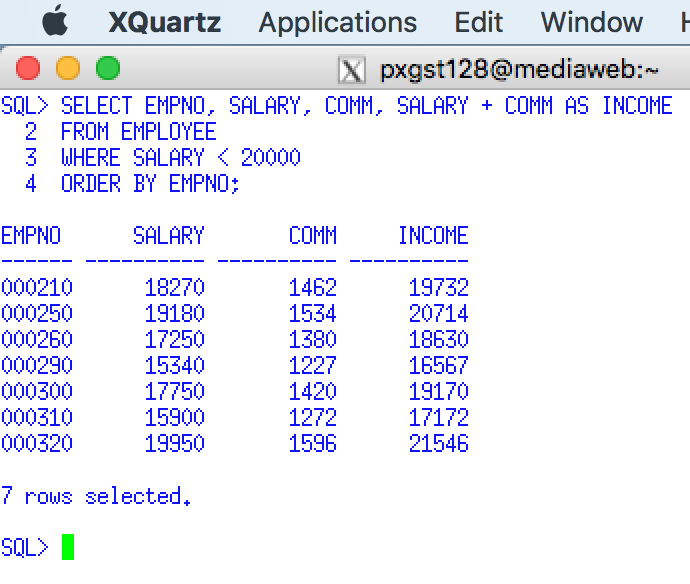 XQuartz Applications Edit Window
X pxgst128@mediaweb:~
SQL> SELECT EMPNO, SALARY, COMM, SALARY + COMM AS INCOME
  2  FROM EMPLOYEE
  3  WHERE SALARY < 20000
  4  ORDER BY EMPNO;
EMPNO      SALARY       COMM     INCOME
------ ---------- ---------- ----------
000210      18270       1462      19732
000250      19180       1534      20714
000260      17250       1380      18630
000290      15340       1227      16567
000300      17750       1420      19170
000310      15900       1272      17172
000320      19950       1596      21546
7 rows selected.
SQL>